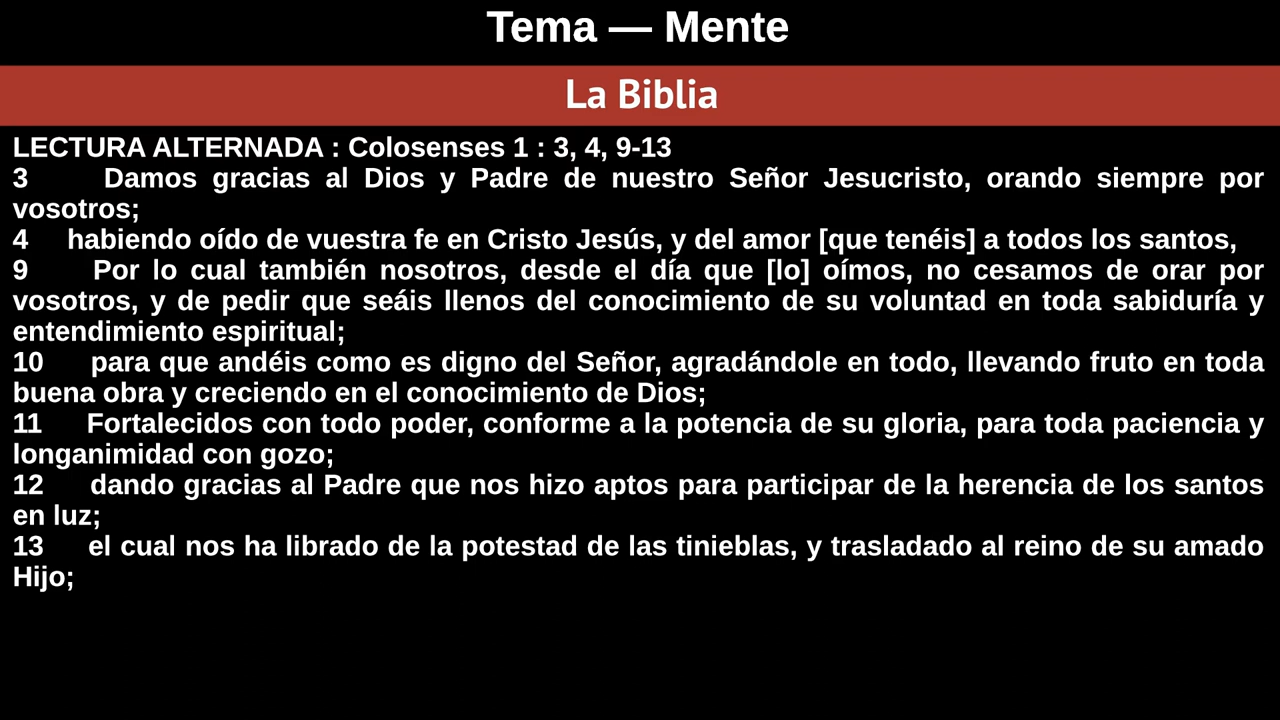 Tema — Mente
La Biblia
LECTURA ALTERNADA : Colosenses 1 : 3, 4, 9-13
3 Damos gracias al Dios y Padre de nuestro Señor Jesucristo, orando siempre por
vosotros;
4 habiendo oído de vuestra fe en Cristo Jesús, y del amor [que tenéis] a todos los santos,
9 Por lo cual también nosotros, desde el día que [lo] oímos, no cesamos de orar por
vosotros, y de pedir que seáis llenos del conocimiento de su voluntad en toda sabiduría y
entendimiento espiritual;
10 para que andéis como es digno del Señor, agradándole en todo, llevando fruto en toda
buena obra y creciendo en el conocimiento de Dios;
11 Fortalecidos con todo poder, conforme a la potencia de su gloria, para toda paciencia y
longanimidad con gozo;
12 dando gracias al Padre que nos hizo aptos para participar de la herencia de los santos
en luz;
13 el cual nos ha librado de la potestad de las tinieblas, y trasladado al reino de su amado
Hijo;